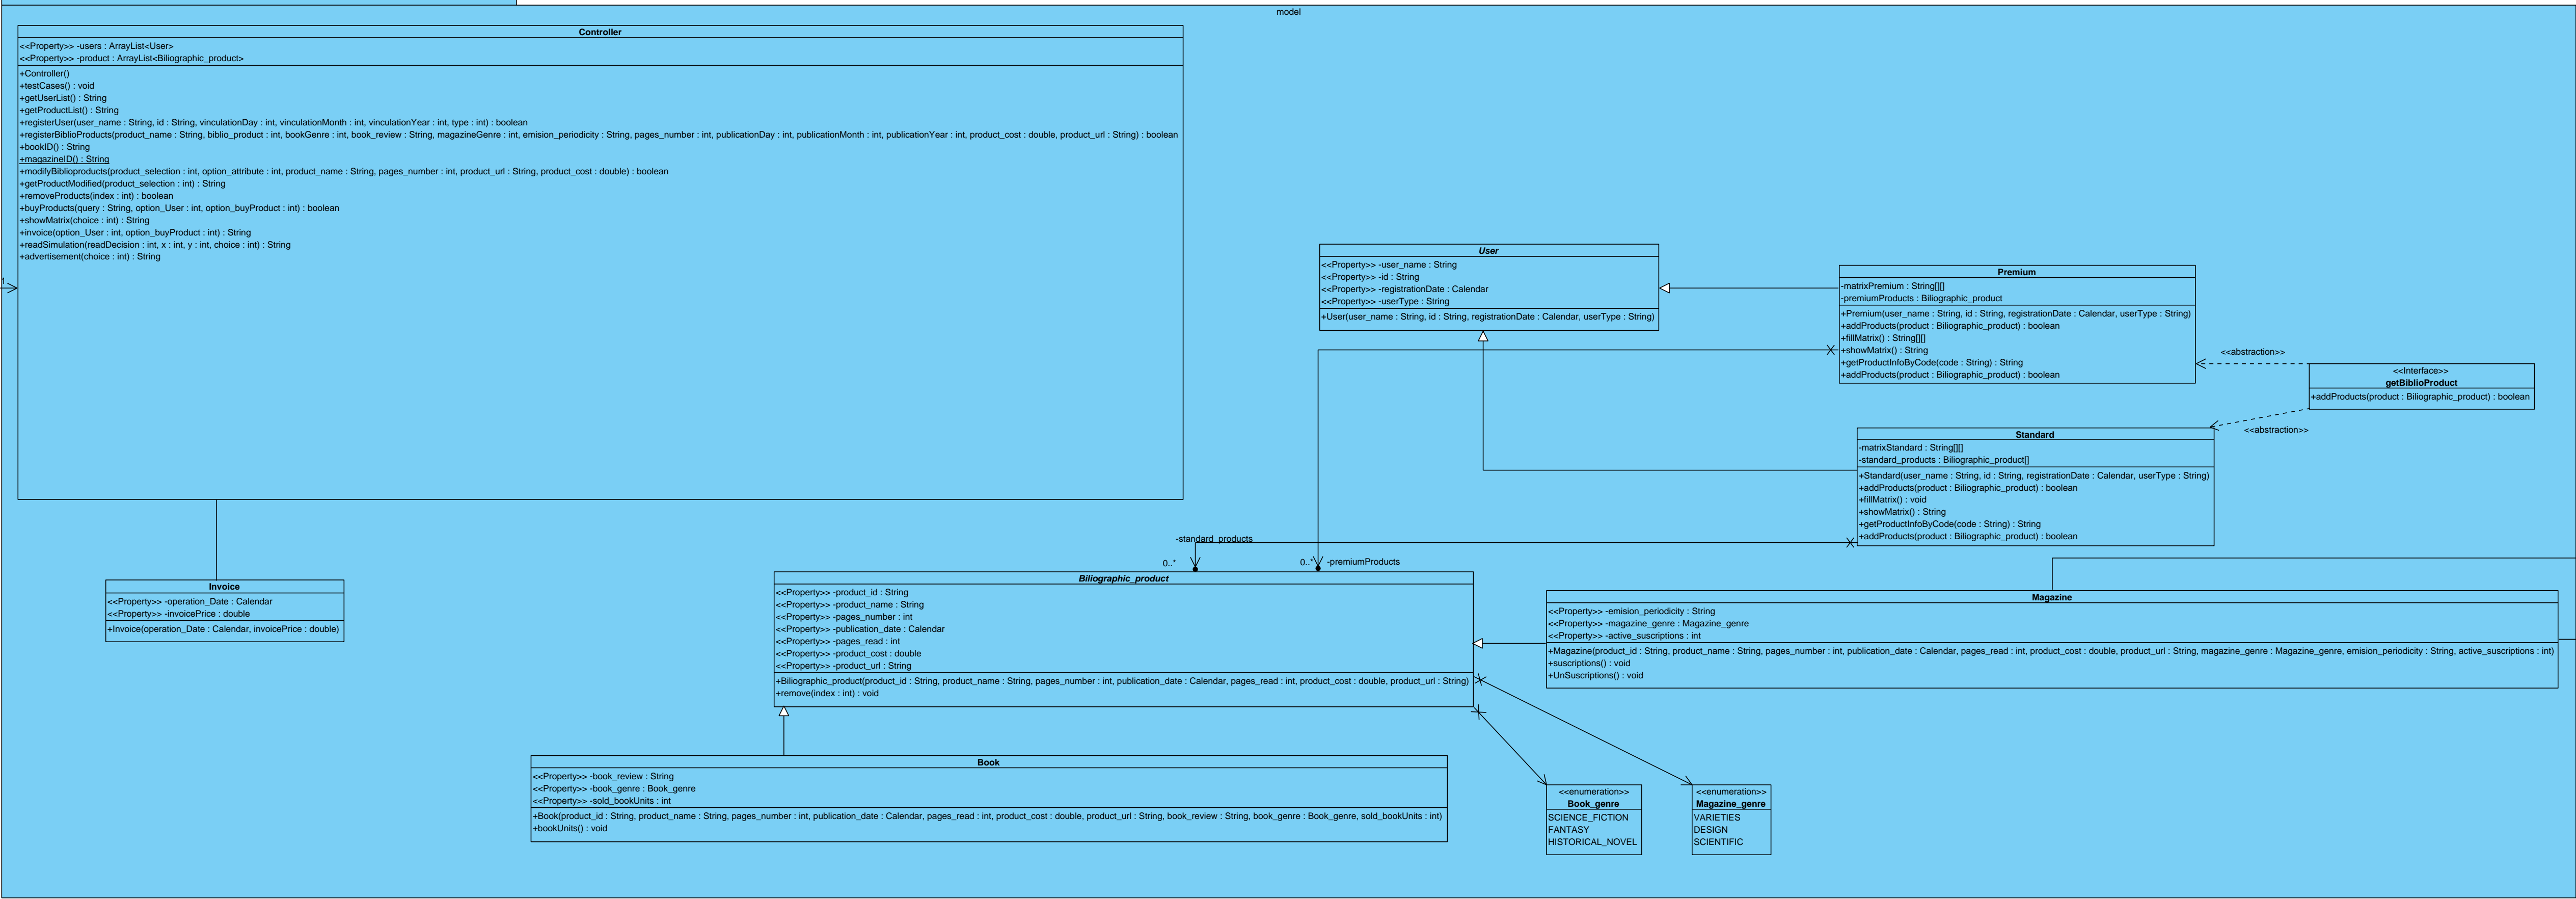 model
Controller
<<Property>> -users : ArrayList<User>
<<Property>> -product : ArrayList<Biliographic_product>
+Controller()
+testCases() : void
+getUserList() : String
+getProductList() : String
+registerUser(user_name : String, id : String, vinculationDay : int, vinculationMonth : int, vinculationYear : int, type : int) : boolean
+registerBiblioProducts(product_name : String, biblio_product : int, bookGenre : int, book_review : String, magazineGenre : int, emision_periodicity : String, pages_number : int, publicationDay : int, publicationMonth : int, publicationYear : int, product_cost : double, product_url : String) : boolean
+bookID() : String
+magazineID() : String
+modifyBiblioproducts(product_selection : int, option_attribute : int, product_name : String, pages_number : int, product_url : String, product_cost : double) : boolean
+getProductModified(product_selection : int) : String
+removeProducts(index : int) : boolean
+buyProducts(query : String, option_User : int, option_buyProduct : int) : boolean
+showMatrix(choice : int) : String
+invoice(option_User : int, option_buyProduct : int) : String
+readSimulation(readDecision : int, x : int, y : int, choice : int) : String
+advertisement(choice : int) : String
1
User
<<Property>> -user_name : String
<<Property>> -id : String
<<Property>> -registrationDate : Calendar
<<Property>> -userType : String
+User(user_name : String, id : String, registrationDate : Calendar, userType : String)
Premium
-matrixPremium : String[][]
-premiumProducts : Biliographic_product
+Premium(user_name : String, id : String, registrationDate : Calendar, userType : String)
+addProducts(product : Biliographic_product) : boolean
+fillMatrix() : String[][]
+showMatrix() : String
+getProductInfoByCode(code : String) : String
+addProducts(product : Biliographic_product) : boolean
<<abstraction>>
<<Interface>>
getBiblioProduct
+addProducts(product : Biliographic_product) : boolean
<<abstraction>>
Standard
-matrixStandard : String[][]
-standard_products : Biliographic_product[]
+Standard(user_name : String, id : String, registrationDate : Calendar, userType : String)
+addProducts(product : Biliographic_product) : boolean
+fillMatrix() : void
+showMatrix() : String
+getProductInfoByCode(code : String) : String
+addProducts(product : Biliographic_product) : boolean
-standard_products
0..*
0..*
-premiumProducts
Invoice
<<Property>> -operation_Date : Calendar
<<Property>> -invoicePrice : double
+Invoice(operation_Date : Calendar, invoicePrice : double)
Biliographic_product
<<Property>> -product_id : String
<<Property>> -product_name : String
<<Property>> -pages_number : int
<<Property>> -publication_date : Calendar
<<Property>> -pages_read : int
<<Property>> -product_cost : double
<<Property>> -product_url : String
+Biliographic_product(product_id : String, product_name : String, pages_number : int, publication_date : Calendar, pages_read : int, product_cost : double, product_url : String)
+remove(index : int) : void
Magazine
<<Property>> -emision_periodicity : String
<<Property>> -magazine_genre : Magazine_genre
<<Property>> -active_suscriptions : int
+Magazine(product_id : String, product_name : String, pages_number : int, publication_date : Calendar, pages_read : int, product_cost : double, product_url : String, magazine_genre : Magazine_genre, emision_periodicity : String, active_suscriptions : int)
+suscriptions() : void
+UnSuscriptions() : void
Book
<<Property>> -book_review : String
<<Property>> -book_genre : Book_genre
<<Property>> -sold_bookUnits : int
+Book(product_id : String, product_name : String, pages_number : int, publication_date : Calendar, pages_read : int, product_cost : double, product_url : String, book_review : String, book_genre : Book_genre, sold_bookUnits : int)
+bookUnits() : void
<<enumeration>>
Book_genre
SCIENCE_FICTION
FANTASY
HISTORICAL_NOVEL
<<enumeration>>
Magazine_genre
VARIETIES
DESIGN
SCIENTIFIC